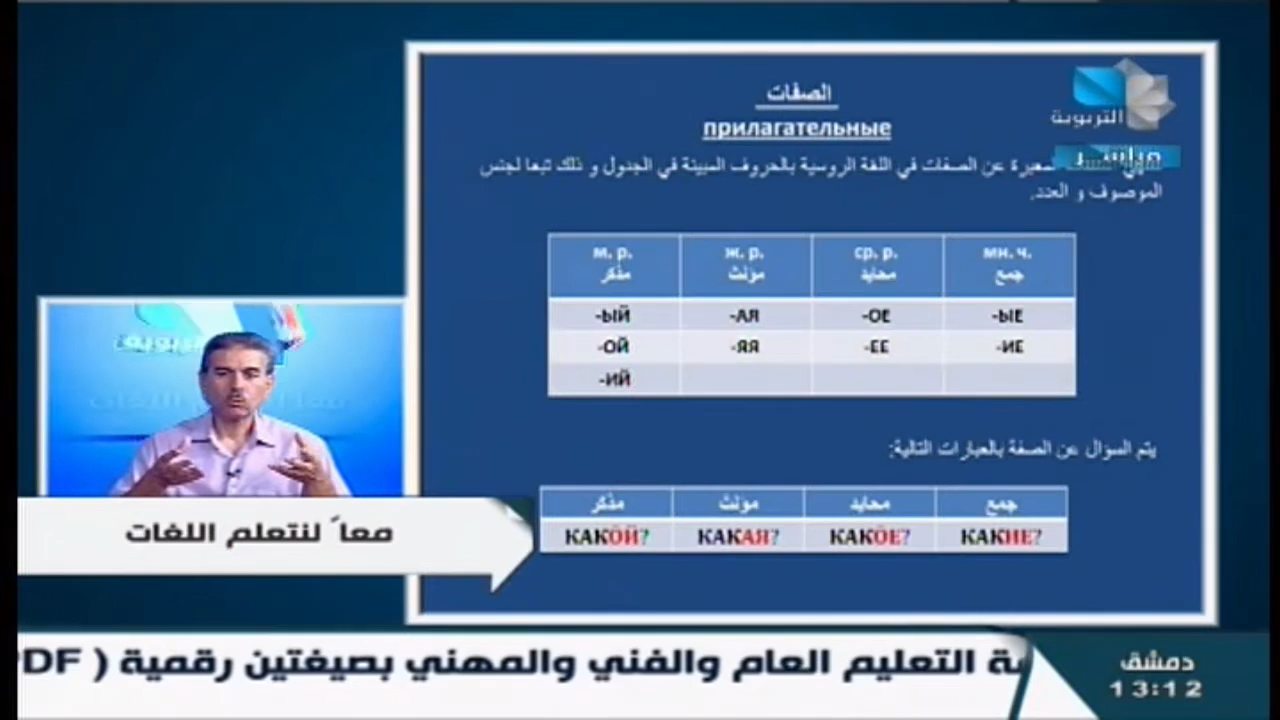 الصفات
прилагательные
التربوية
مباشر
عن الصفات في اللغة الروسية بالحروف المبينة في الجدول و ذلك تبعا لجنس
الموصوف و العدد.
м. р. ж. р. ср. р. мн. ч.
مذكر مؤنث محايد جمع
-ЫЙ -АЯ -ОЕ -ЫЕ
-ОЙ -ЯЯ -ЕЕ -ИЕ
-ИЙ
يتم السؤال عن الصفة بالعبارات التالية:
مذكر مؤنث محايد جمع
КАКОЙ? КАКАЯ? КАКОЕ? КАКИЕ?
معاً لنتعلم اللغات
التعليم العام والفني والمهني بصيغتين رقمية ( PDF
دمشق
13:12